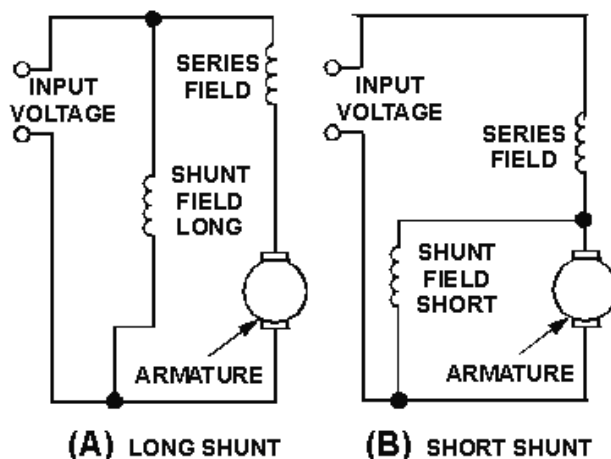 INPUT
VOLTAGE
SERIES
FIELD
SHUNT
FIELD
LONG
ARMATURE
(A) LONG SHUNT
INPUT
VOLTAGE
SERIES
FIELD
SHUNT
FIELD
SHORT
ARMATURE
(B) SHORT SHUNT